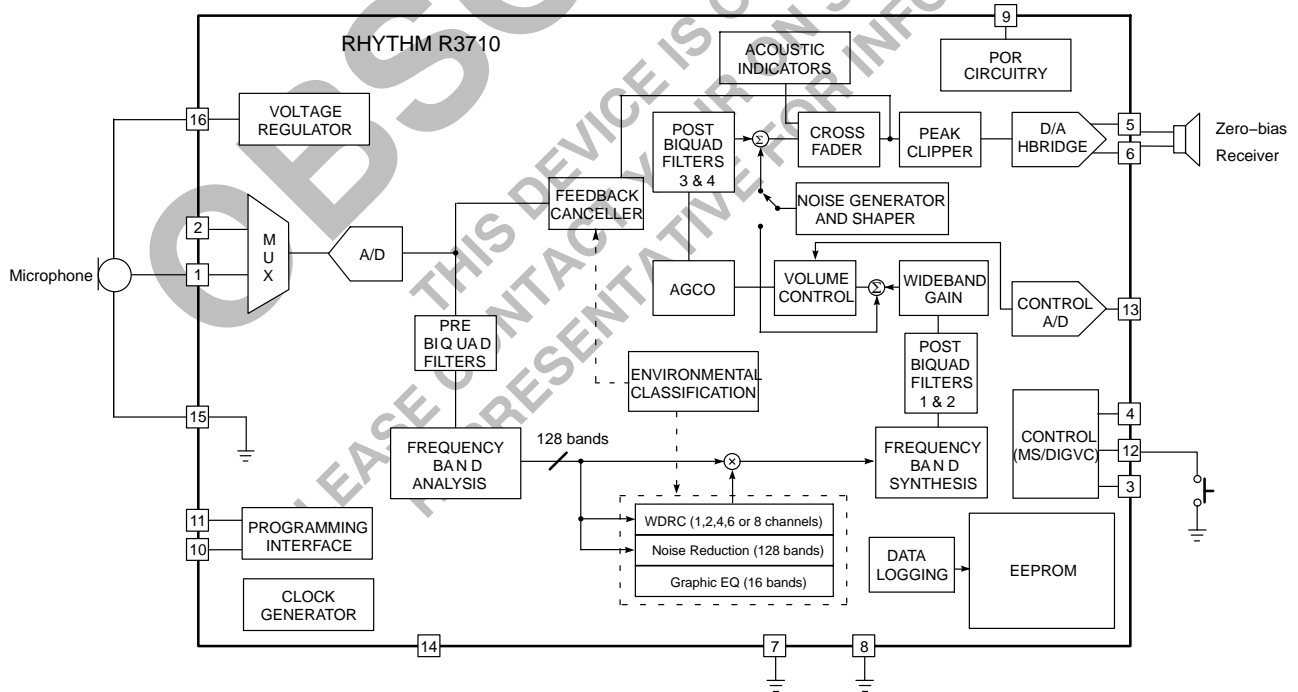 RHYTHM R3710
9
POR
CIRCUITRY
ACOUSTIC
INDICATORS
16
VOLTAGE
REGULATOR
POST
BIQUAD
FILTERS
3 & 4
Σ
CROSS
FADER
PEAK
CLIPPER
D/A
HBRIDGE
5
6
Zero–bias
Receiver
FEEDBACK
CANCELLER
NOISE GENERATOR
AND SHAPER
2
1
MUX
A/D
Microphone
AGCO
VOLUME
CONTROL
Σ
WIDEBAND
GAIN
CONTROL
A/D
13
PRE
BIQUAD
FILTERS
POST
BIQUAD
FILTERS
1 & 2
ENVIRONMENTAL
CLASSIFICATION
15
4
12
3
CONTROL
(MS/DIGVC)
FREQUENCY
BAND
ANALYSIS
128 bands
×
FREQUENCY
BAND
SYNTHESIS
11
10
PROGRAMMING
INTERFACE
WDRC (1,2,4,6 or 8 channels)
Noise Reduction (128 bands)
Graphic EQ (16 bands)
DATA
LOGGING
EEPROM
CLOCK
GENERATOR
14
7
8
THIS DEVICE IS